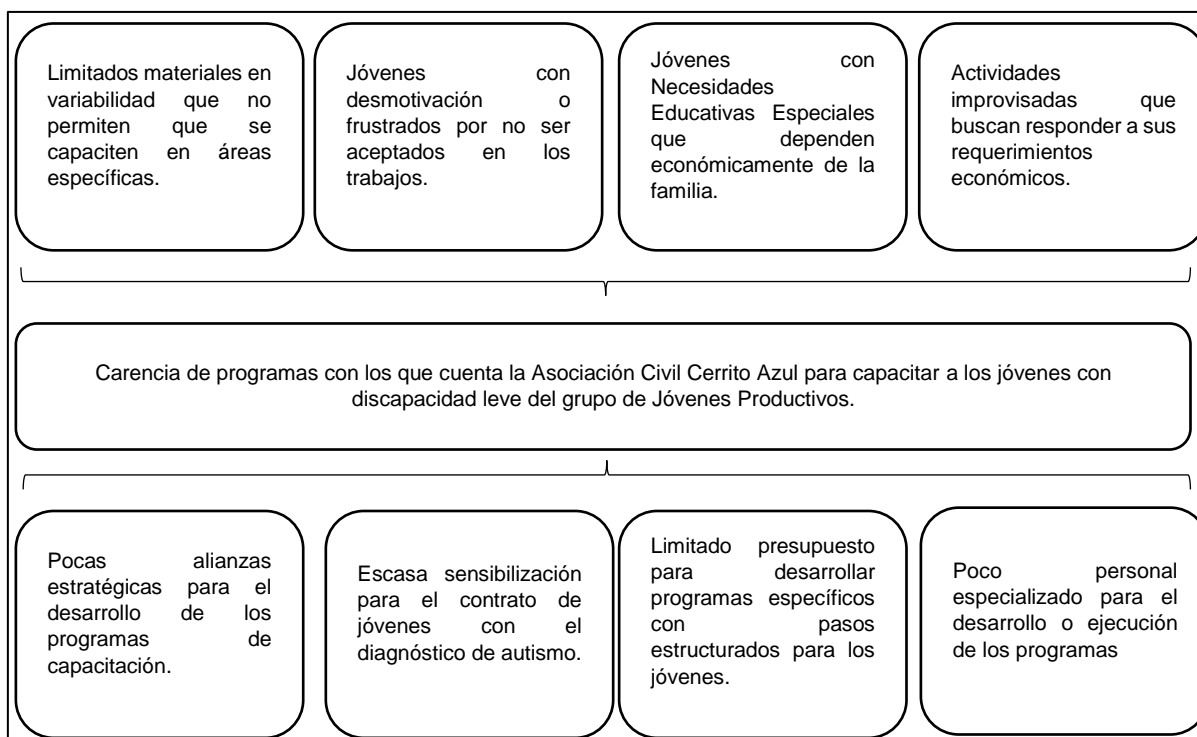 Limitados materiales en
variabilidad que no
permiten que se
capaciten en áreas
específicas.
Jóvenes con
desmotivación o
frustrados por no ser
aceptados en los
trabajos.
Jóvenes con
Necesidades
Educativas Especiales
que dependen
económicamente de la
familia.
Actividades
improvisadas que
buscan responder a sus
requerimientos
económicos.
Carencia de programas con los que cuenta la Asociación Civil Cerrito Azul para capacitar a los jóvenes con
discapacidad leve del grupo de Jóvenes Productivos.
Pocas alianzas
estratégicas para el
desarrollo de los
programas de
capacitación.
Escasa sensibilización
para el contrato de
jóvenes con el
diagnóstico de autismo.
Limitado presupuesto
para desarrollar
programas específicos
con pasos
estructurados para los
jóvenes.
Poco personal
especializado para el
desarrollo o ejecución
de los programas